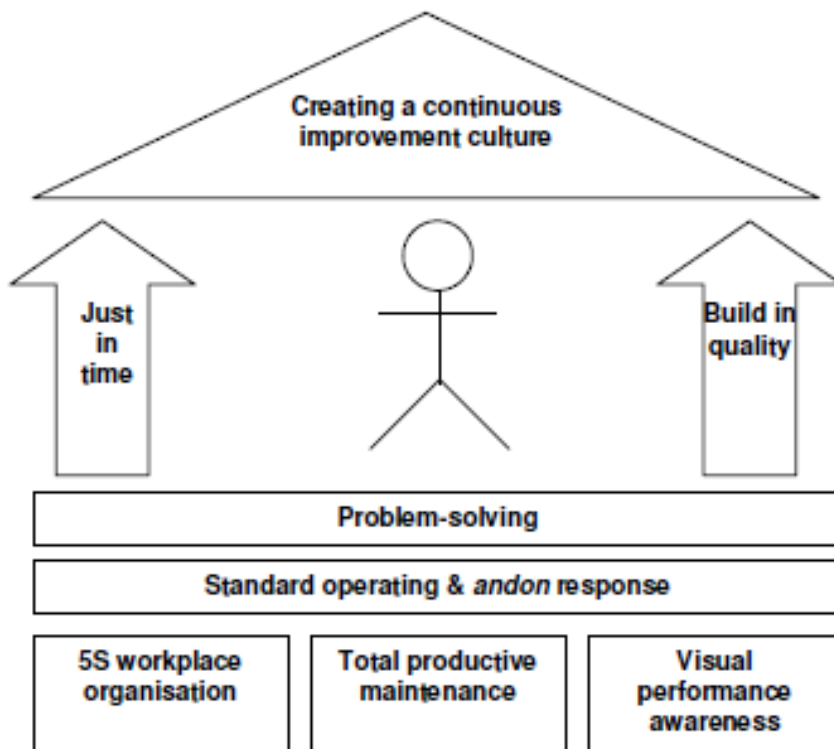 Creating a continuous
improvement culture
Just
in
time
Build in
quality
Problem-solving
Standard operating & andon response
5S workplace
organisation
Total productive
maintenance
Visual
performance
awareness